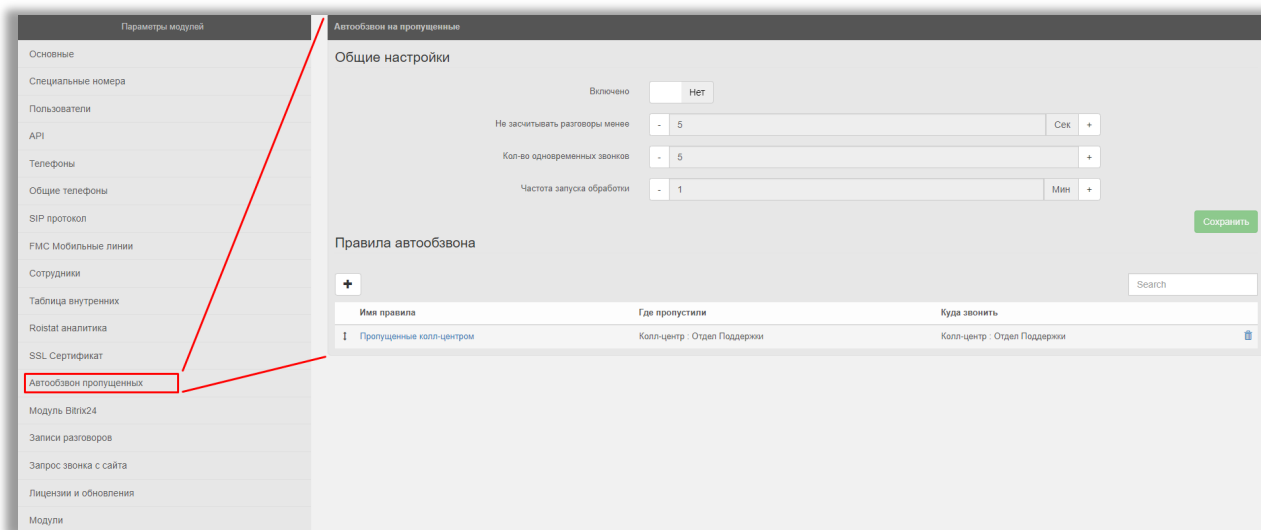 Параметры модулей
Основные
Специальные номера
Пользователи
API
Телефоны
Общие телефоны
SIP протокол
FMC Мобильные линии
Сотрудники
Таблица внутренних
Roistat аналитика
SSL Сертификат
Автообзвон пропущенных
Модуль Bitrix24
Записи разговоров
Запрос звонка с сайта
Лицензии и обновления
Модули
Автообзвон на пропущенные
Общие настройки
Включено Нет
Не засчитывать разговоры менее - 5 Сек +
Кол-во одновременных звонков - 5 +
Частота запуска обработки - 1 Мин +
Сохранить
Правила автообзвона
+ Search
Имя правила Где пропустили Куда звонить
Пропущенные колл-центром Колл-центр : Отдел Поддержки Колл-центр : Отдел Поддержки